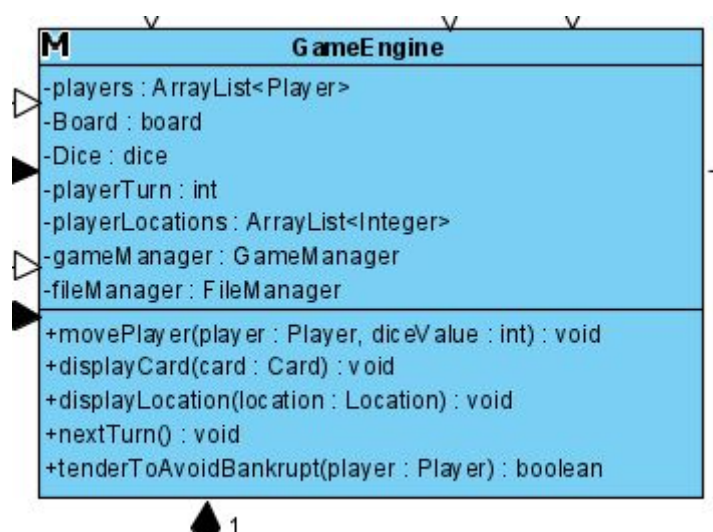 M GameEngine
-players : ArrayList<Player>
-Board : board
-Dice : dice
-playerTurn : int
-playerLocations : ArrayList<Integer>
-gameManager : GameManager
-fileManager : FileManager
+movePlayer(player : Player, diceValue : int) : void
+displayCard(card : Card) : void
+displayLocation(location : Location) : void
+nextTurn() : void
+tenderToAvoidBankrupt(player : Player) : boolean
1